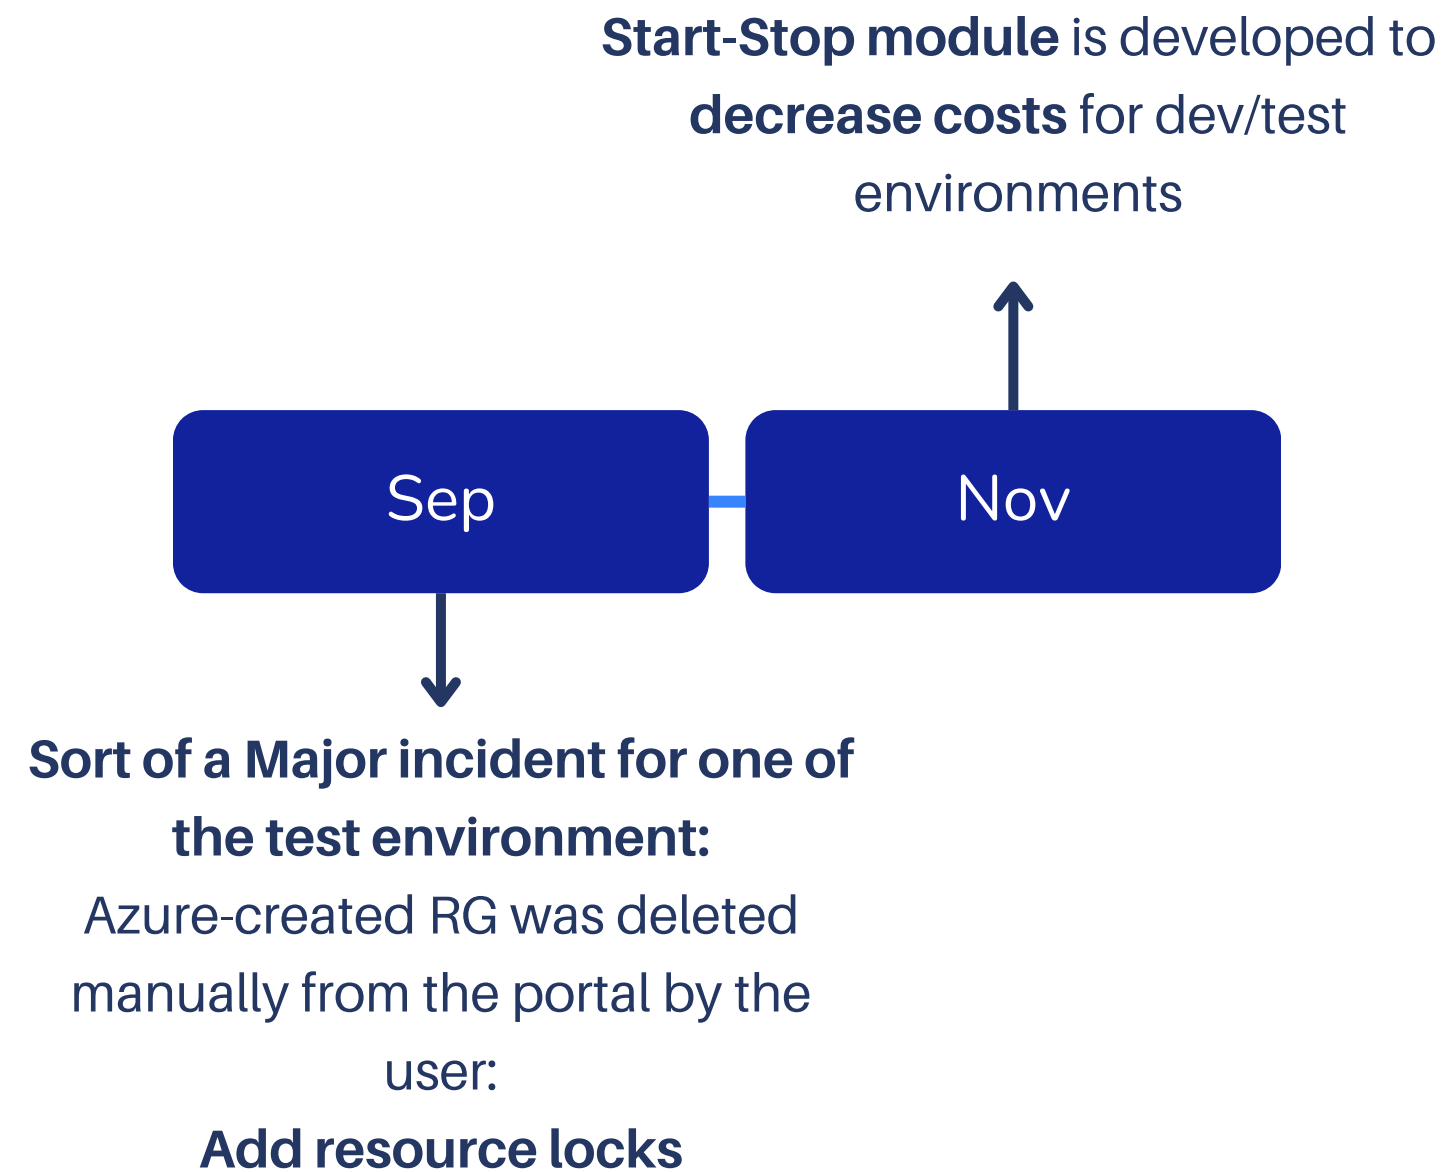 Start-Stop module is developed to
decrease costs for dev/test
environments
Sep
Nov
Sort of a Major incident for one of
the test environment:
Azure-created RG was deleted
manually from the portal by the
user:
Add resource locks